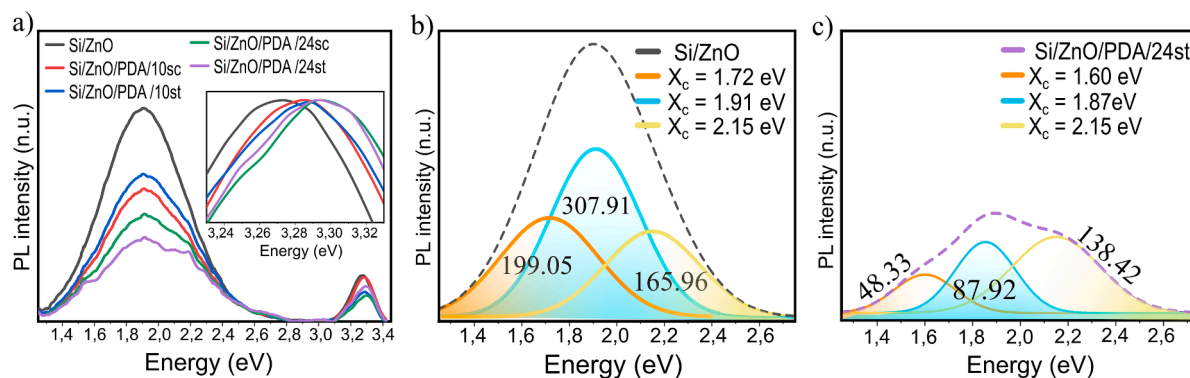 a)
Si/ZnO
Si/ZnO/PDA/10sc
Si/ZnO/PDA /10st
Si/ZnO/PDA /24sc
Si/ZnO/PDA /24st
PL intensity (n.u.)
3,24 3,26 3,28 3,30 3,32
Energy (eV)
1,4 1,6 1,8 2,0 2,2 2,4 2,6 2,8 3,0 3,2 3,4
Energy (eV)
b)
Si/ZnO
Xc = 1.72 eV
Xc = 1.91 eV
Xc = 2.15 eV
307.91
199.05
165.96
PL intensity (n.u.)
1,4 1,6 1,8 2,0 2,2 2,4 2,6
Energy (eV)
c)
Si/ZnO/PDA/24st
Xc = 1.60 eV
Xc = 1.87eV
Xc = 2.15 eV
48.33
87.92
138.42
PL intensity (n.u.)
1,4 1,6 1,8 2,0 2,2 2,4 2,6
Energy (eV)